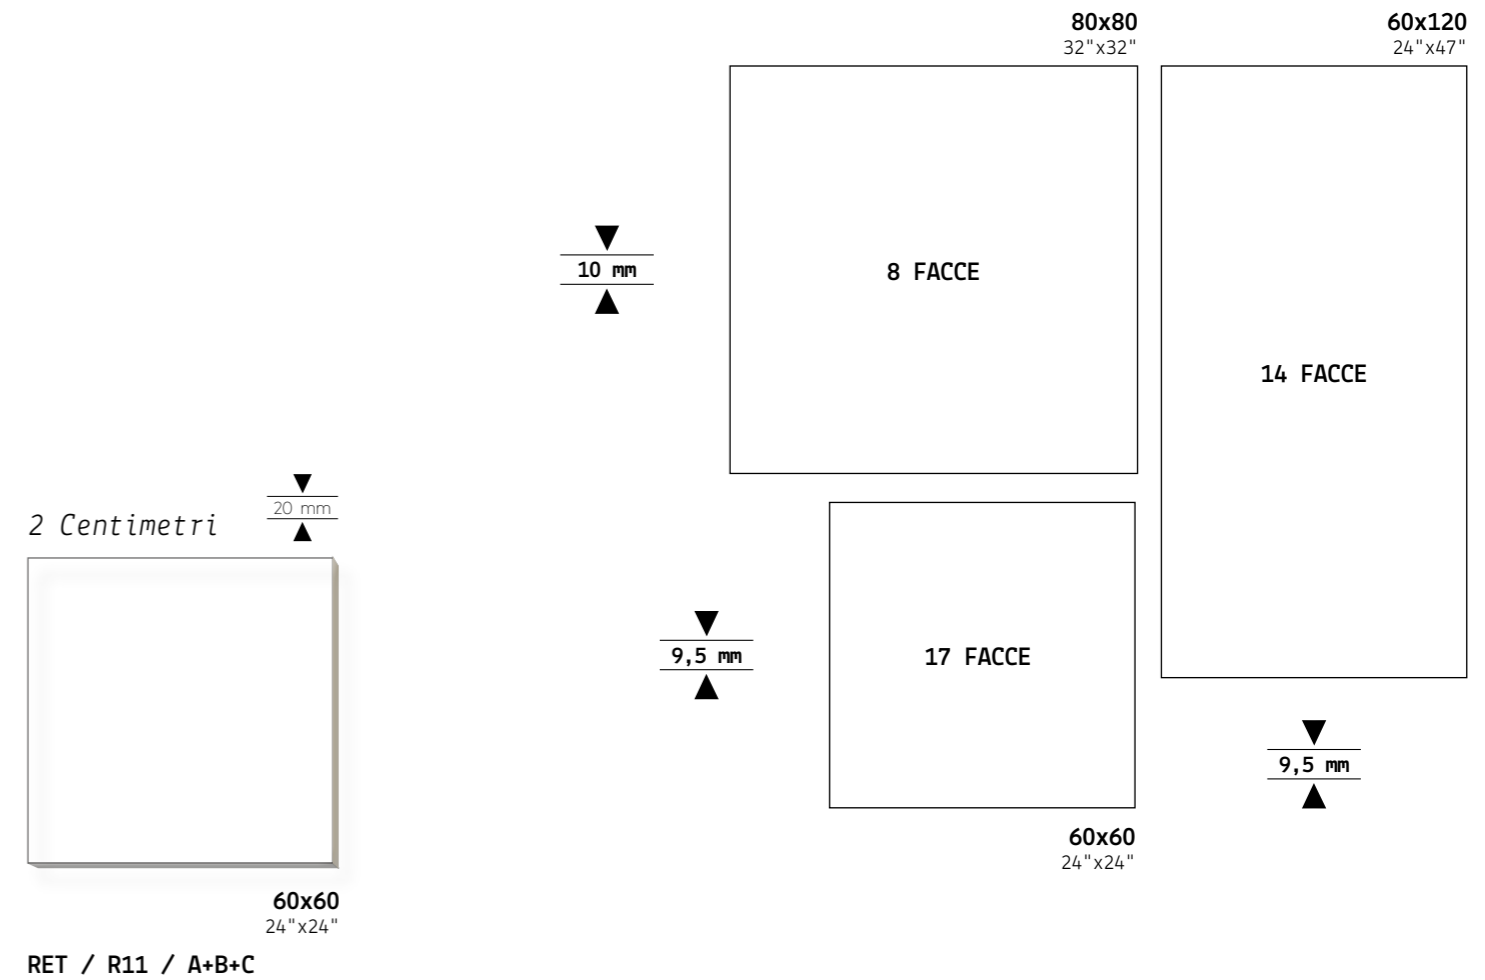 80x80
32"x32"
60x120
24"x47"
10 mm
8 FACCE
14 FACCE
20 mm
2 Centimetri
9,5 mm
17 FACCE
9,5 mm
60x60
24"x24"
60x60
24"x24"
RET / R11 / A+B+C